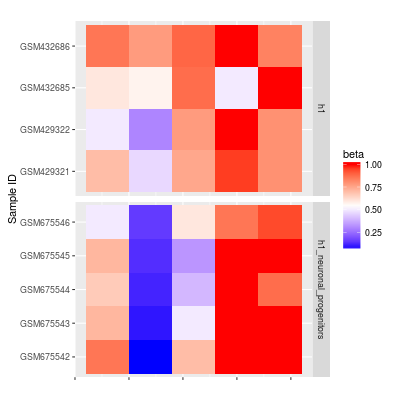 Sample ID
GSM432686
GSM432685
GSM429322
GSM429321
h1
GSM675546
GSM675545
GSM675544
GSM675543
GSM675542
h1_neuronal_progenitors
beta
1.00
0.75
0.50
0.25